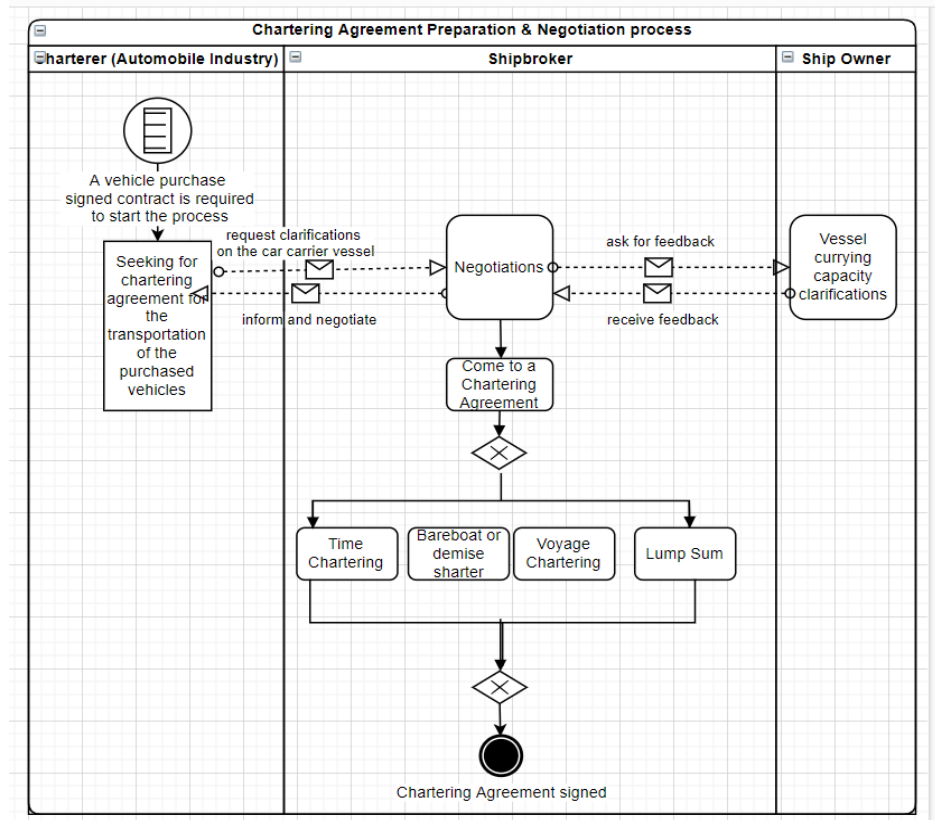 Chartering Agreement Preparation & Negotiation process
harterer (Automobile Industry)
Shipbroker
Ship Owner
A vehicle purchase
signed contract is required
to start the process
request clarifications
on the car carrier vessel
inform and negotiate
Seeking for
chartering
agreement for
the
transportation
of the
purchased
vehicles
Negotiations
ask for feedback
receive feedback
Vessel
currying
capacity
clarifications
Come to a
Chartering
Agreement
Time
Chartering
Bareboat or
demise
sharter
Voyage
Chartering
Lump Sum
Chartering Agreement signed